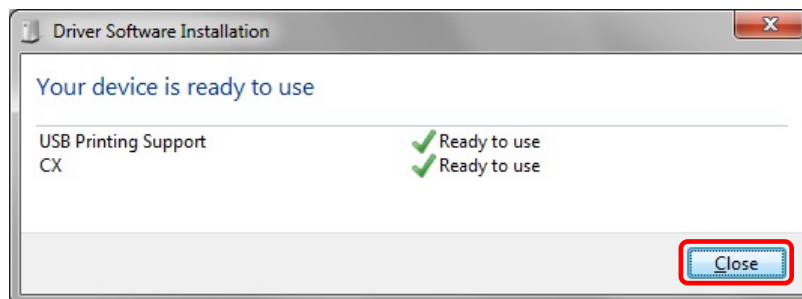 Driver Software Installation
Your device is ready to use
USB Printing Support Ready to use
CX Ready to use
Close